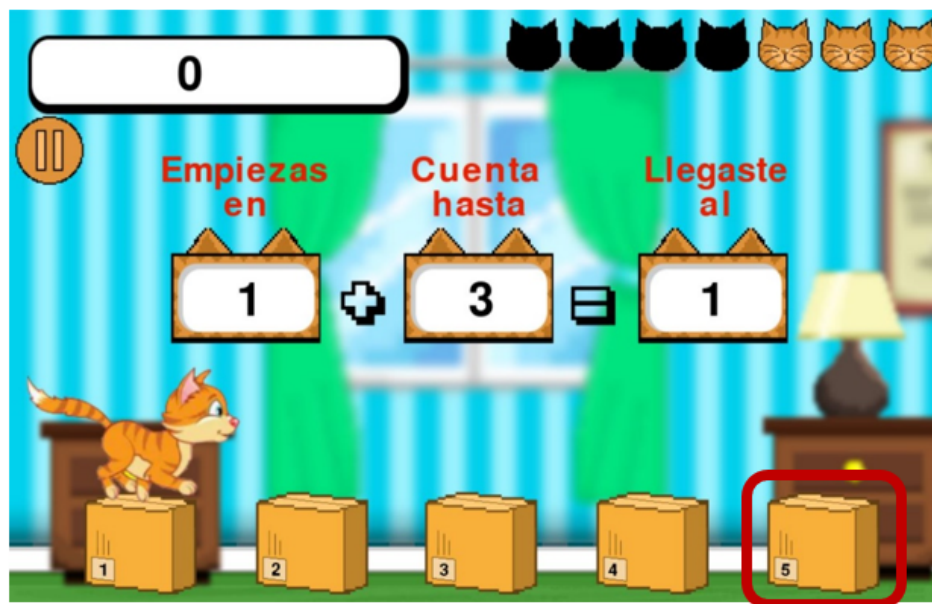 0
Empiezas Cuenta Llegaste
en hasta al
1 + 3 = 1
1 2 3 4 5